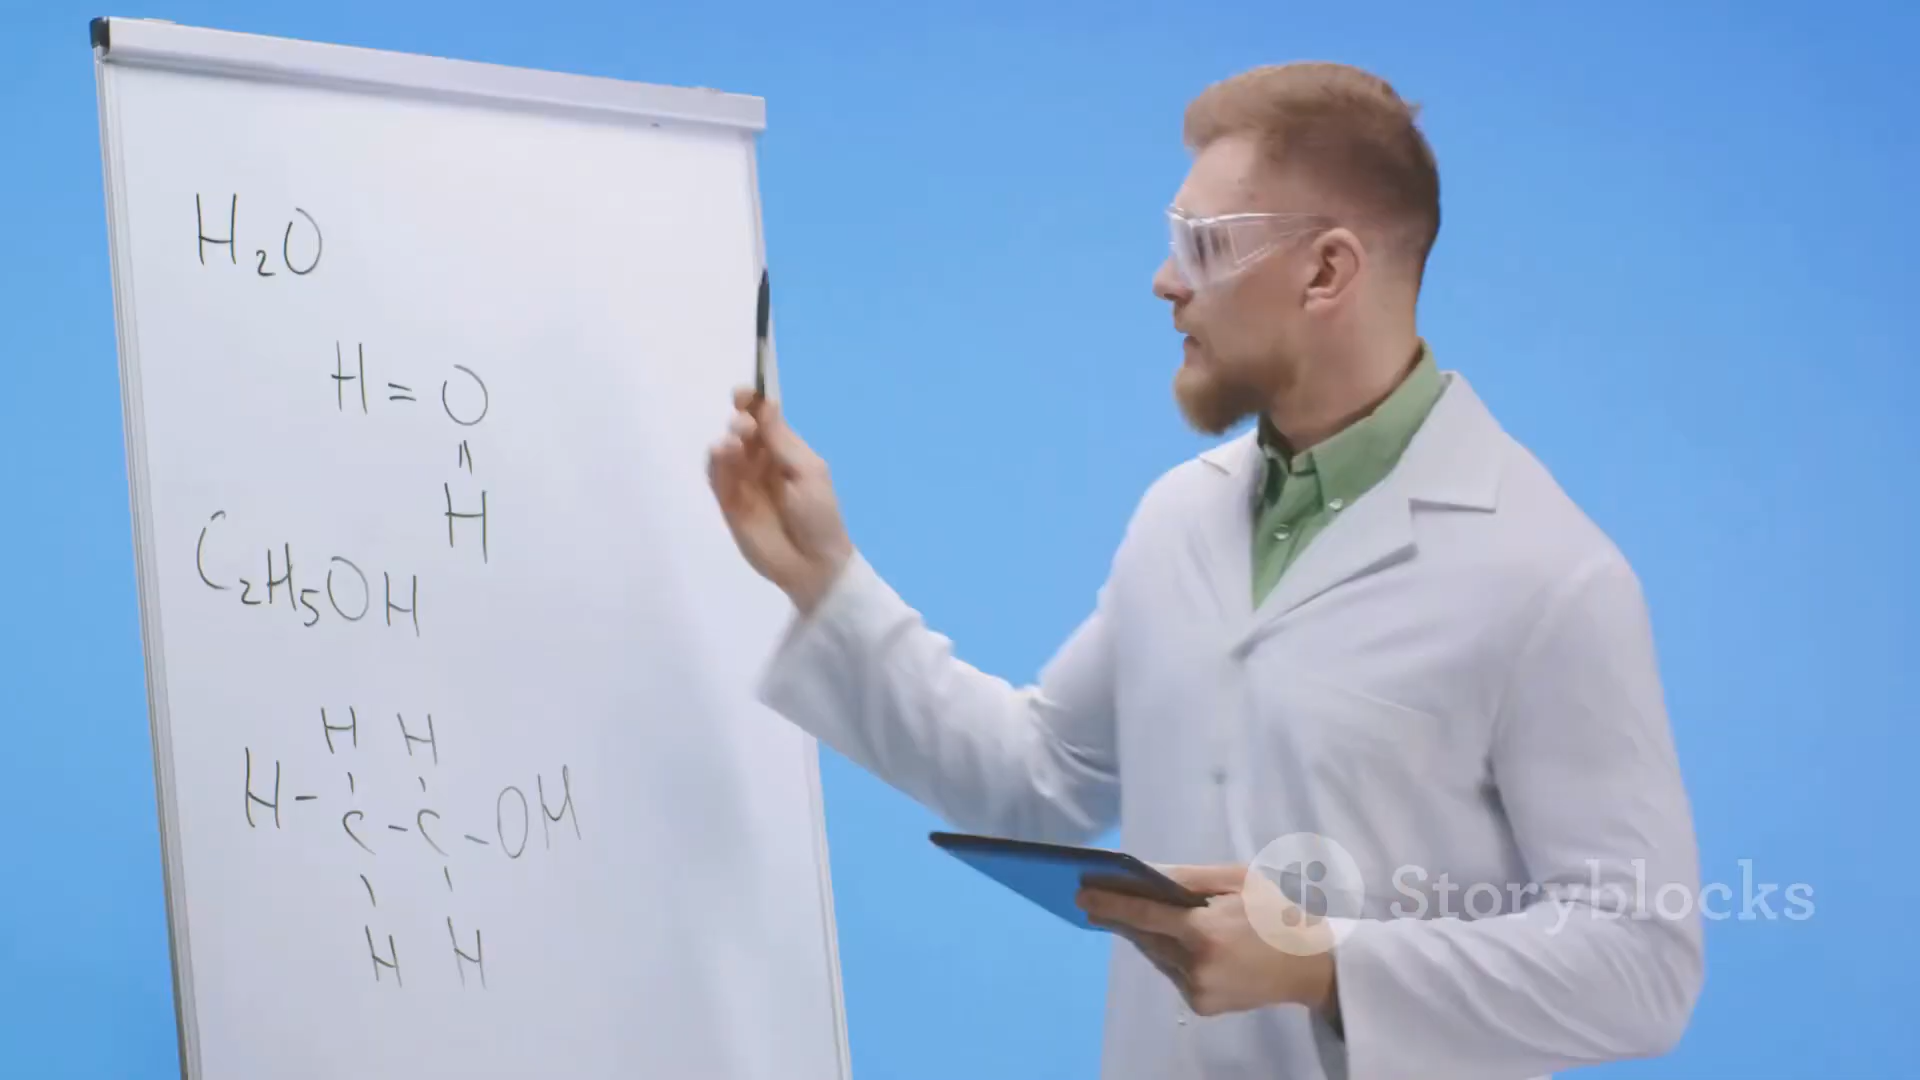 H₂O
H = O
"
H
C₂H₅OH
H H
' '
H - C - C - OH
' '
H H
Storyblocks